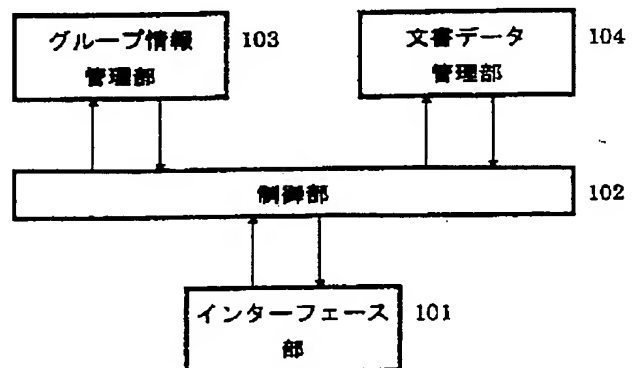 グループ情報
管理部
103
文書データ
管理部
104
制御部
102
インターフェース
部
101